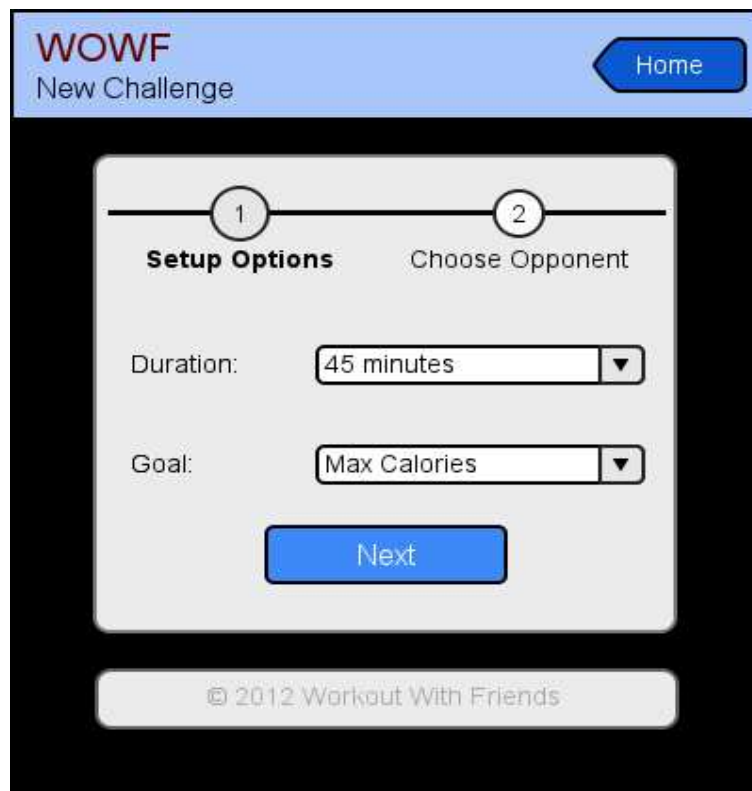 WOWF
New Challenge
Home
1
2
Setup Options
Choose Opponent
Duration:
45 minutes
Goal:
Max Calories
Next
© 2012 Workout With Friends